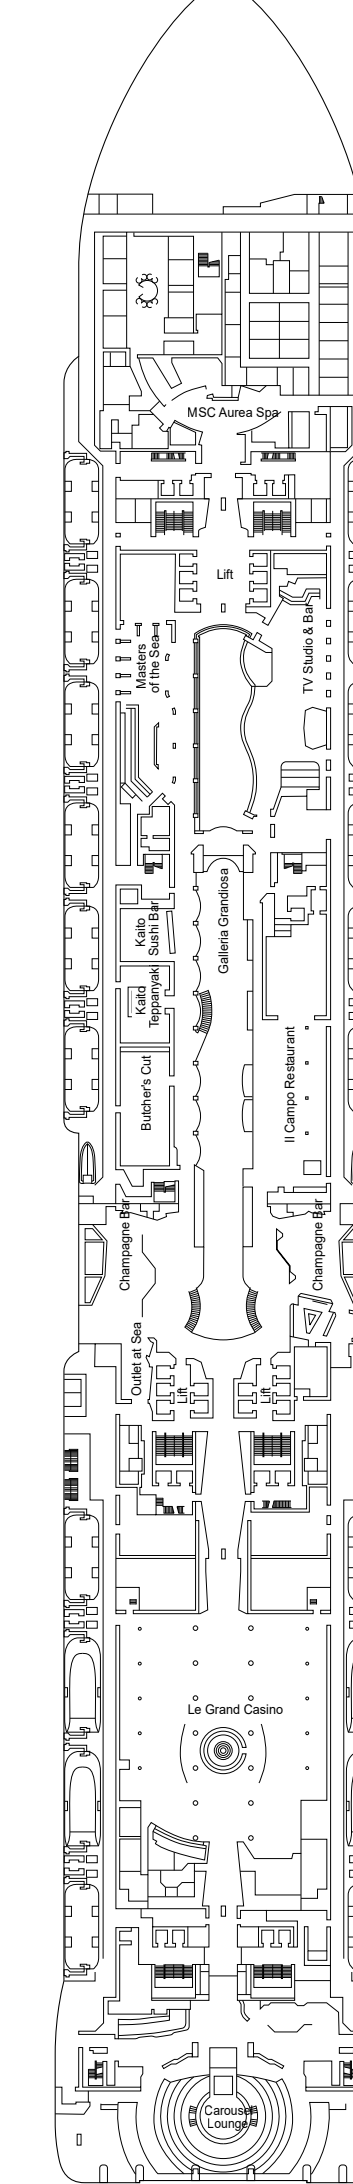 MSC Aurea Spa
Lift
Masters
of the Sea
TV Studio & Bar
Galleria Grandiosa
Kaito
Sushi Bar
Kaito
Teppanyaki
Il Campo Restaurant
Butcher's Cut
Champagne Bar
Champagne Bar
Outlet at Sea
Lift
Lift
Le Grand Casino
Carousel
Lounge